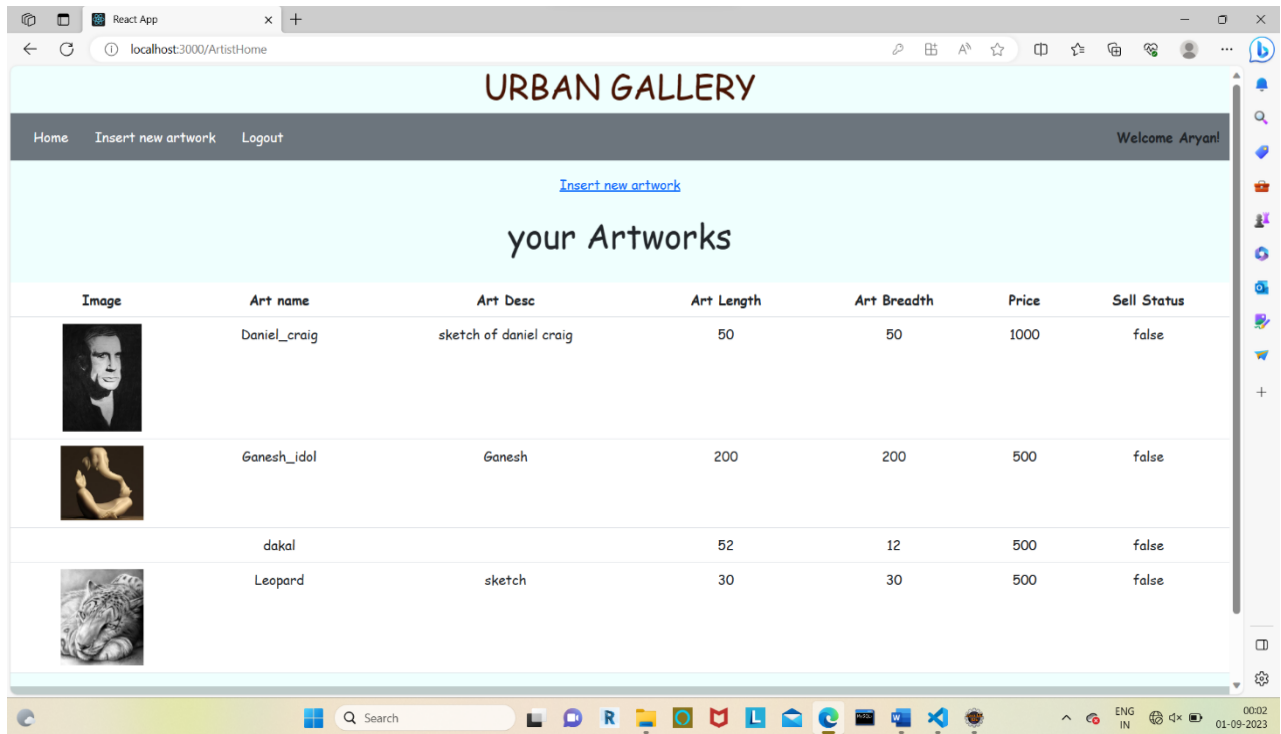 React App
localhost:3000/ArtistHome
URBAN GALLERY
Home Insert new artwork Logout Welcome Aryan!
Insert new artwork
your Artworks
Image Art name Art Desc Art Length Art Breadth Price Sell Status
Daniel_craig sketch of daniel craig 50 50 1000 false
Ganesh_idol Ganesh 200 200 500 false
dakal 52 12 500 false
Leopard sketch 30 30 500 false
Search ENG 00:02
IN 01-09-2023